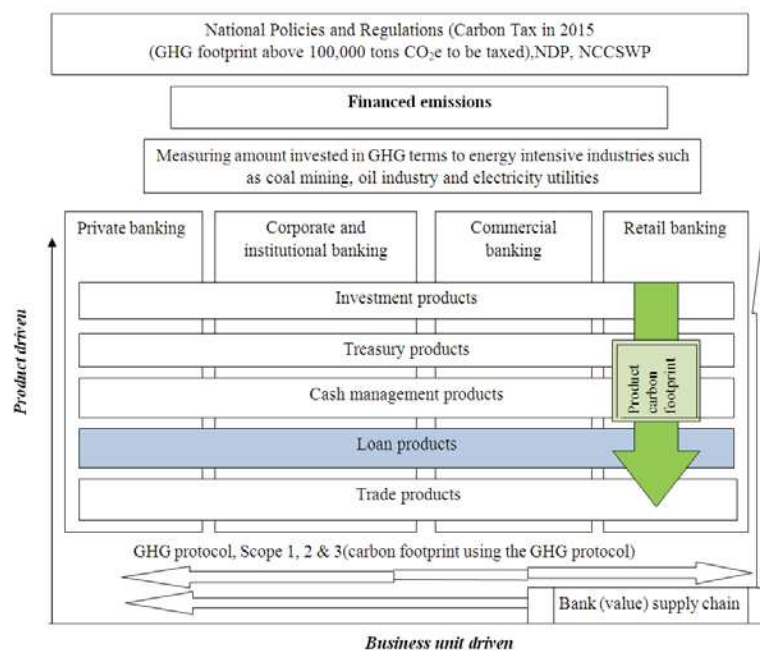 National Policies and Regulations (Carbon Tax in 2015
(GHG footprint above 100,000 tons CO₂e to be taxed),NDP, NCCSWP
Financed emissions
Measuring amount invested in GHG terms to energy intensive industries such
as coal mining, oil industry and electricity utilities
Private banking
Corporate and
institutional banking
Commercial
banking
Retail banking
Investment products
Treasury products
Cash management products
Loan products
Trade products
Product
carbon
footprint
Product driven
GHG protocol, Scope 1, 2 & 3(carbon footprint using the GHG protocol)
Bank (value) supply chain
Business unit driven